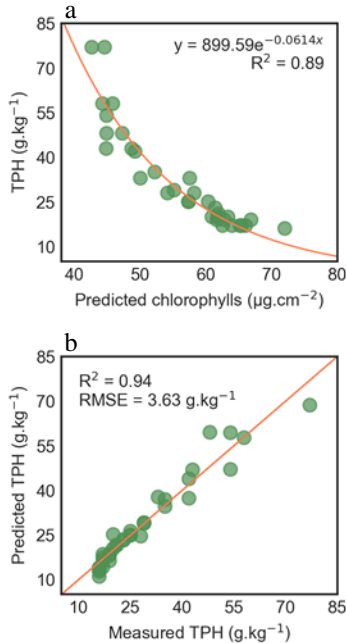 a
y = 899.59e^{−0.0614x}
R² = 0.89
TPH (g.kg⁻¹)
85
70
55
40
25
10
40 50 60 70 80
Predicted chlorophylls (µg.cm⁻²)
b
R² = 0.94
RMSE = 3.63 g.kg⁻¹
Predicted TPH (g.kg⁻¹)
85
70
55
40
25
10
10 25 40 55 70 85
Measured TPH (g.kg⁻¹)